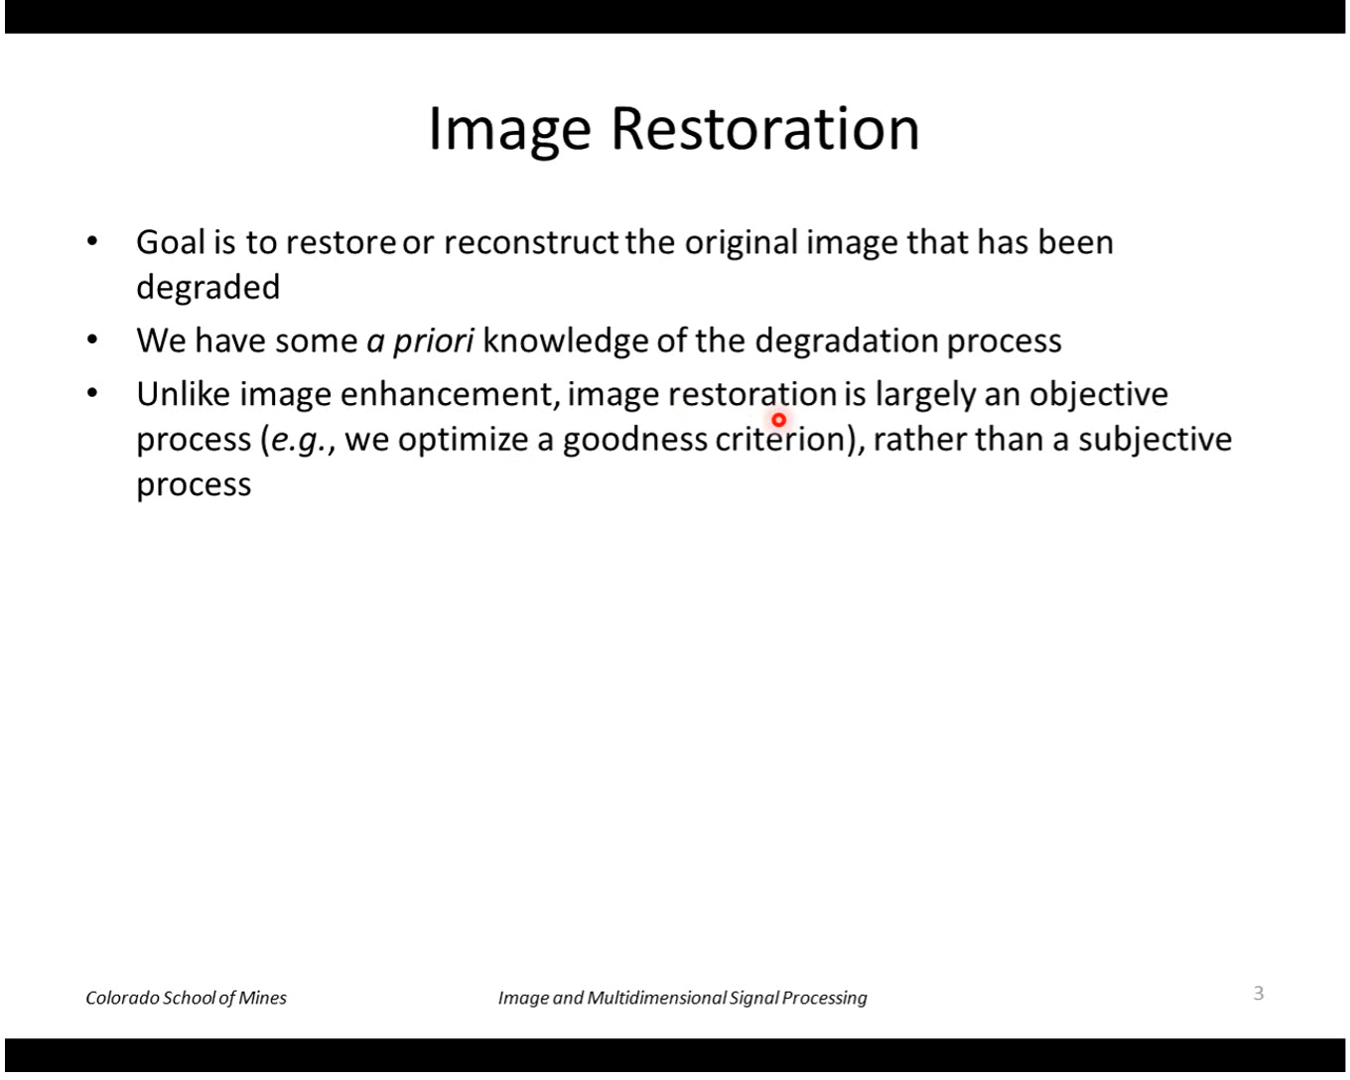 Image Restoration
• Goal is to restore or reconstruct the original image that has been
degraded
• We have some a priori knowledge of the degradation process
• Unlike image enhancement, image restoration is largely an objective
process (e.g., we optimize a goodness criterion), rather than a subjective
process
Colorado School of Mines
Image and Multidimensional Signal Processing
3